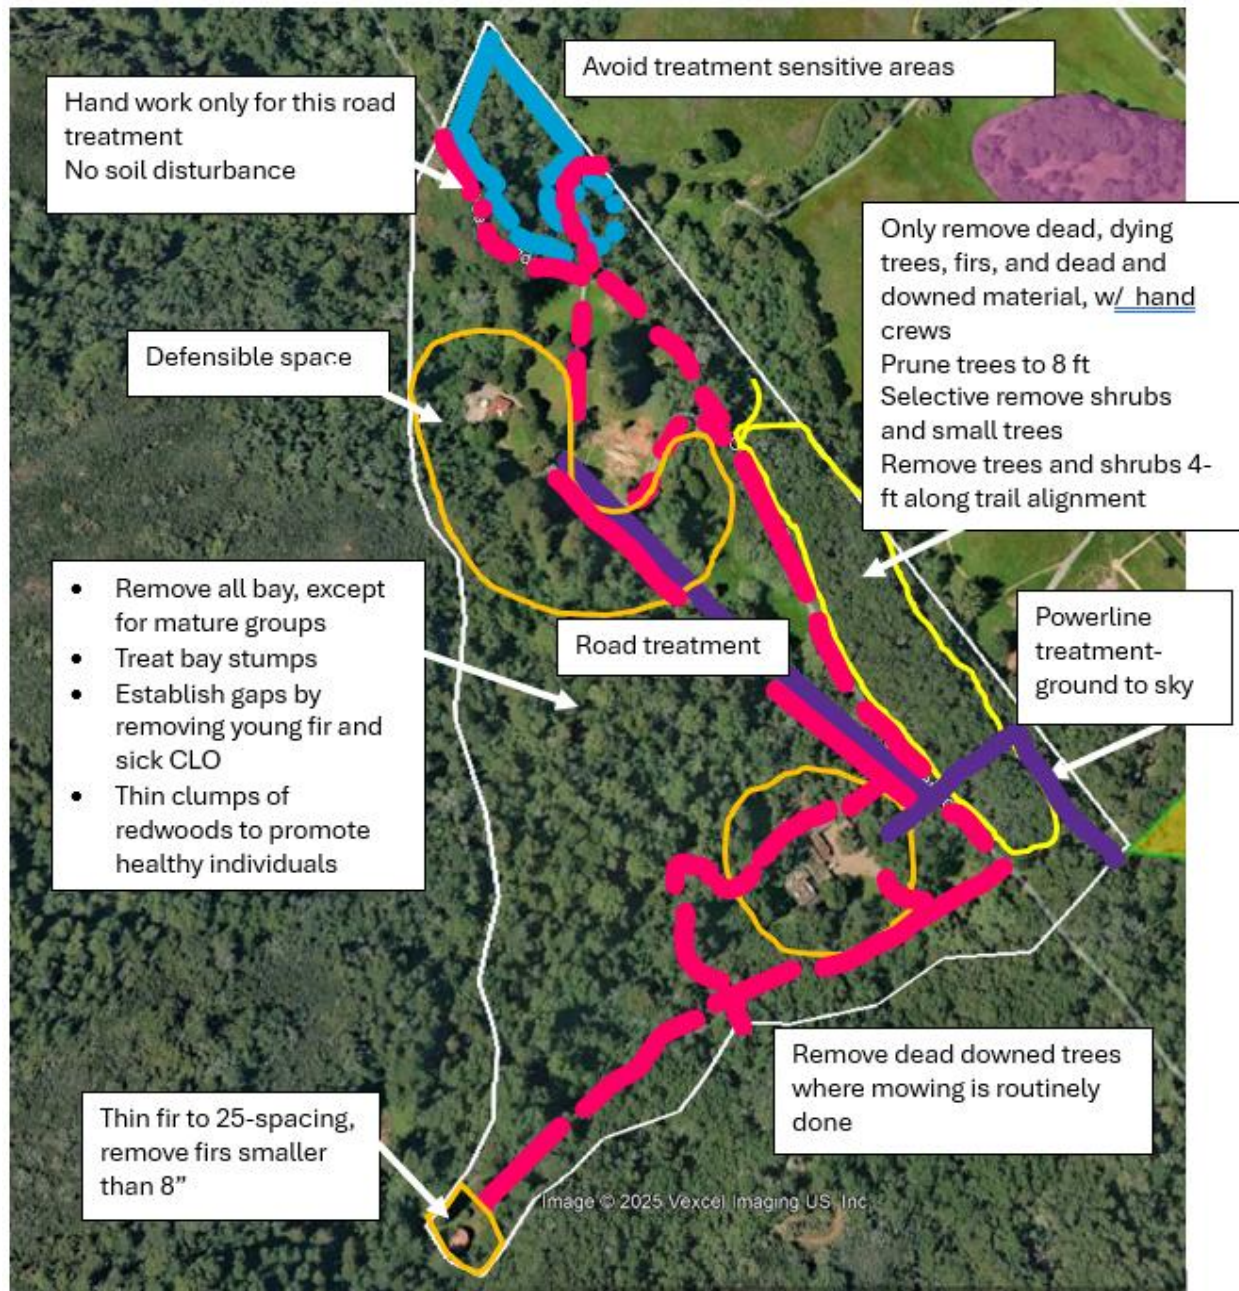 Avoid treatment sensitive areas
Hand work only for this road
treatment
No soil disturbance
Only remove dead, dying
trees, firs, and dead and
downed material, w/ hand
crews
Prune trees to 8 ft
Selective remove shrubs
and small trees
Remove trees and shrubs 4-
ft along trail alignment
Defensible space
• Remove all bay, except
for mature groups
• Treat bay stumps
• Establish gaps by
removing young fir and
sick CLO
• Thin clumps of
redwoods to promote
healthy individuals
Road treatment
Powerline
treatment-
ground to sky
Remove dead downed trees
where mowing is routinely
done
Thin fir to 25-spacing,
remove firs smaller
than 8”
Image © 2025 Vexcel Imaging US, Inc